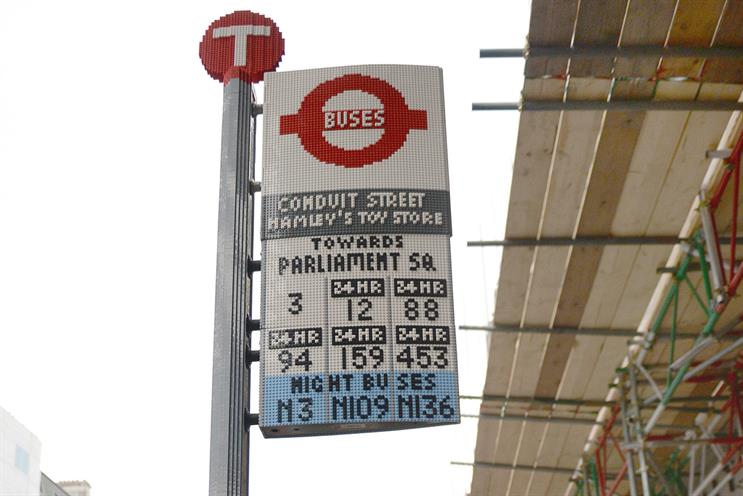 T
BUSES
CONDUIT STREET
HAMLEY'S TOY STORE
TOWARDS
PARLIAMENT SQ
24HR 24HR
3 12 88
24HR 24HR 24HR
94 159 453
NIGHT BUSES
N3 N109 N136